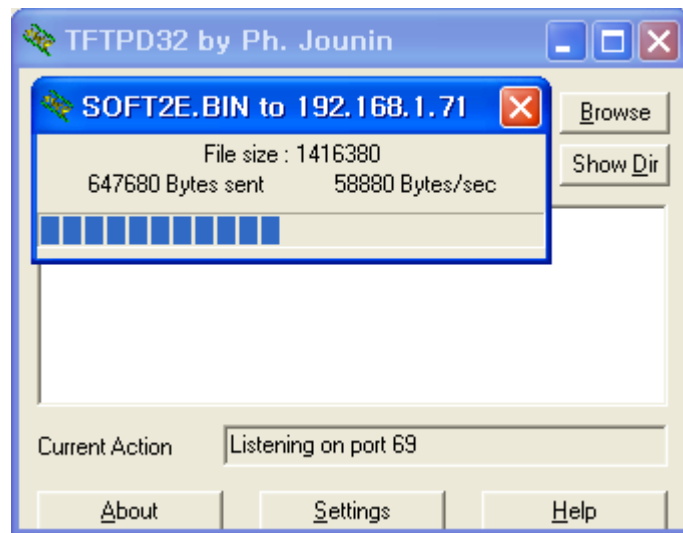 TFTPD32 by Ph. Jounin
SOFT2E.BIN to 192.168.1.71
File size : 1416380
647680 Bytes sent 58880 Bytes/sec
Browse
Show Dir
Current Action Listening on port 69
About Settings Help